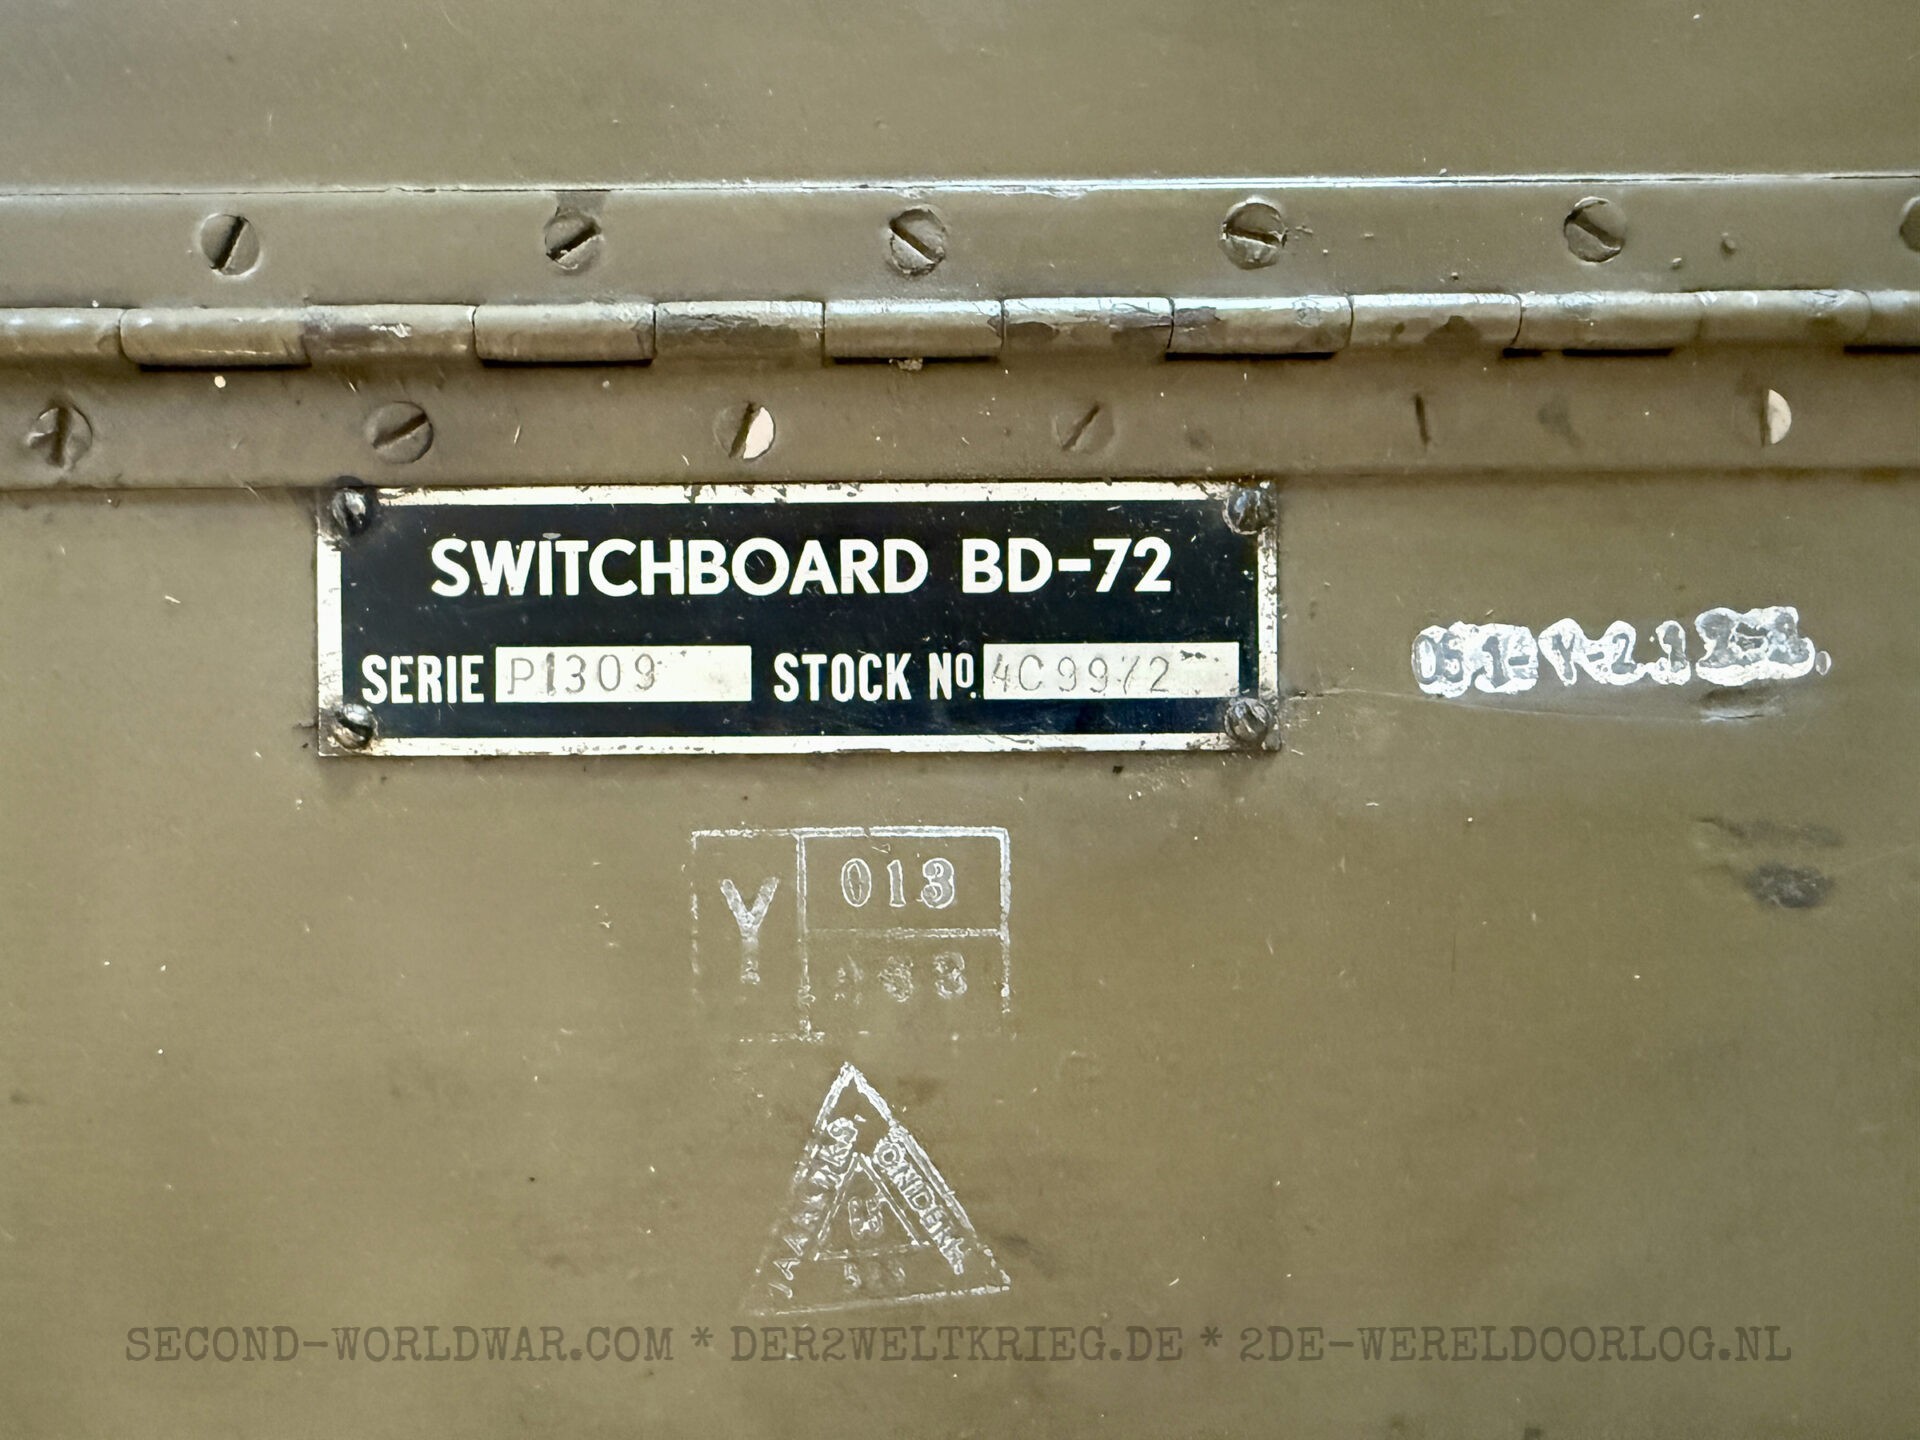 SWITCHBOARD BD-72
SERIE P1309 STOCK No. 4C9972
Y 013
SECOND-WORLDWAR.COM * DER2WELTKRIEG.DE * 2DE-WERELDOORLOG.NL